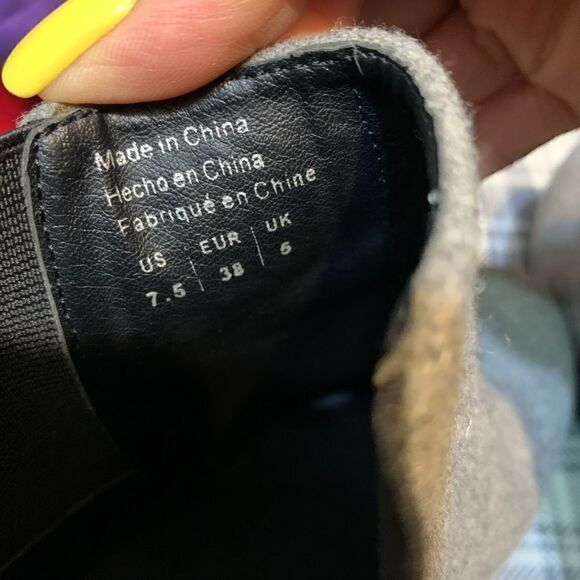 Made in China
Hecho en China
Fabriqué en Chine
US | EUR | UK
7.5 | 38 | 5